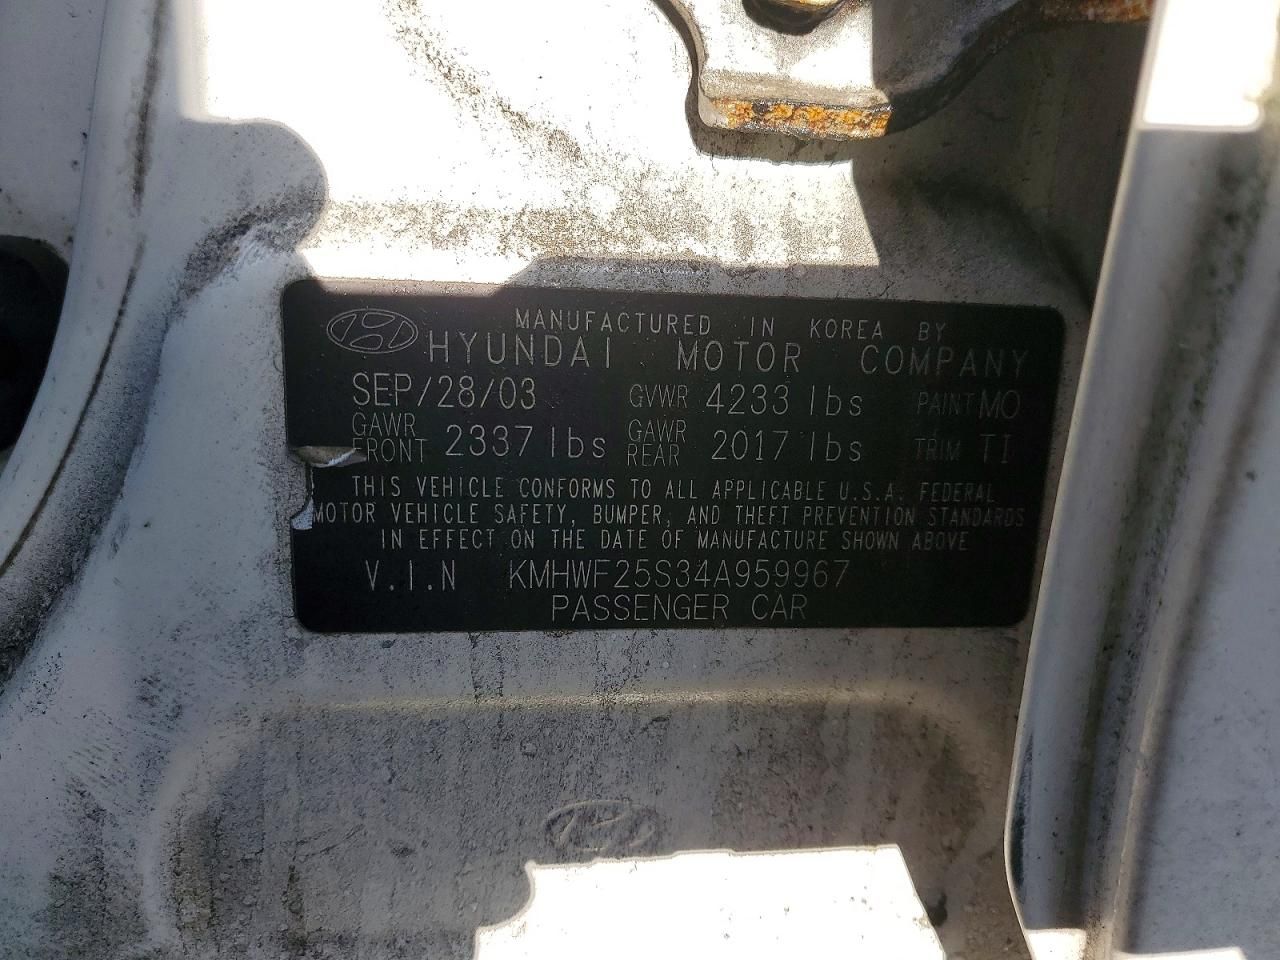 MANUFACTURED IN KOREA BY
HYUNDAI MOTOR COMPANY
SEP/28/03 GVWR 4233 lbs PAINT MO
GAWR FRONT 2337 lbs GAWR REAR 2017 lbs TRIM TI
THIS VEHICLE CONFORMS TO ALL APPLICABLE U.S.A. FEDERAL
MOTOR VEHICLE SAFETY, BUMPER, AND THEFT PREVENTION STANDARDS
IN EFFECT ON THE DATE OF MANUFACTURE SHOWN ABOVE
V.I.N KMHWF25S34A959967
PASSENGER CAR